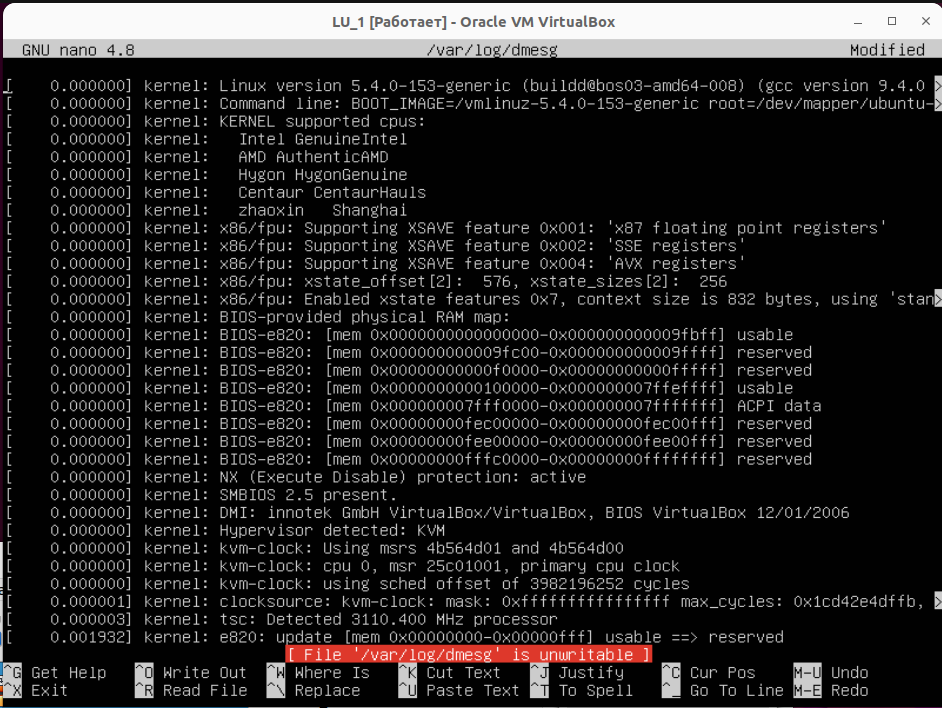 LU_1 [Работает] - Oracle VM VirtualBox
GNU nano 4.8 /var/log/dmesg Modified
[    0.000000] kernel: Linux version 5.4.0-153-generic (buildd@bos03-amd64-008) (gcc version 9.4.0 >
[    0.000000] kernel: Command line: BOOT_IMAGE=/vmlinuz-5.4.0-153-generic root=/dev/mapper/ubuntu->
[    0.000000] kernel: KERNEL supported cpus:
[    0.000000] kernel:   Intel GenuineIntel
[    0.000000] kernel:   AMD AuthenticAMD
[    0.000000] kernel:   Hygon HygonGenuine
[    0.000000] kernel:   Centaur CentaurHauls
[    0.000000] kernel:   zhaoxin   Shanghai
[    0.000000] kernel: x86/fpu: Supporting XSAVE feature 0x001: 'x87 floating point registers'
[    0.000000] kernel: x86/fpu: Supporting XSAVE feature 0x002: 'SSE registers'
[    0.000000] kernel: x86/fpu: Supporting XSAVE feature 0x004: 'AVX registers'
[    0.000000] kernel: x86/fpu: xstate_offset[2]:  576, xstate_sizes[2]:  256
[    0.000000] kernel: x86/fpu: Enabled xstate features 0x7, context size is 832 bytes, using 'stan>
[    0.000000] kernel: BIOS-provided physical RAM map:
[    0.000000] kernel: BIOS-e820: [mem 0x0000000000000000-0x000000000009fbff] usable
[    0.000000] kernel: BIOS-e820: [mem 0x000000000009fc00-0x000000000009ffff] reserved
[    0.000000] kernel: BIOS-e820: [mem 0x00000000000f0000-0x00000000000fffff] reserved
[    0.000000] kernel: BIOS-e820: [mem 0x0000000000100000-0x000000007ffeffff] usable
[    0.000000] kernel: BIOS-e820: [mem 0x000000007fff0000-0x000000007fffffff] ACPI data
[    0.000000] kernel: BIOS-e820: [mem 0x00000000fec00000-0x00000000fec00fff] reserved
[    0.000000] kernel: BIOS-e820: [mem 0x00000000fee00000-0x00000000fee00fff] reserved
[    0.000000] kernel: BIOS-e820: [mem 0x00000000fffc0000-0x00000000ffffffff] reserved
[    0.000000] kernel: NX (Execute Disable) protection: active
[    0.000000] kernel: SMBIOS 2.5 present.
[    0.000000] kernel: DMI: innotek GmbH VirtualBox/VirtualBox, BIOS VirtualBox 12/01/2006
[    0.000000] kernel: Hypervisor detected: KVM
[    0.000000] kernel: kvm-clock: Using msrs 4b564d01 and 4b564d00
[    0.000000] kernel: kvm-clock: cpu 0, msr 25c01001, primary cpu clock
[    0.000000] kernel: kvm-clock: using sched offset of 3982196252 cycles
[    0.000001] kernel: clocksource: kvm-clock: mask: 0xffffffffffffffff max_cycles: 0x1cd42e4dffb, >
[    0.000003] kernel: tsc: Detected 3110.400 MHz processor
[    0.001932] kernel: e820: update [mem 0x00000000-0x00000fff] usable ==> reserved
[ File '/var/log/dmesg' is unwritable ]
^G Get Help ^O Write Out ^W Where Is ^K Cut Text ^J Justify ^C Cur Pos M-U Undo
^X Exit ^R Read File ^\ Replace ^U Paste Text ^T To Spell ^_ Go To Line M-E Redo